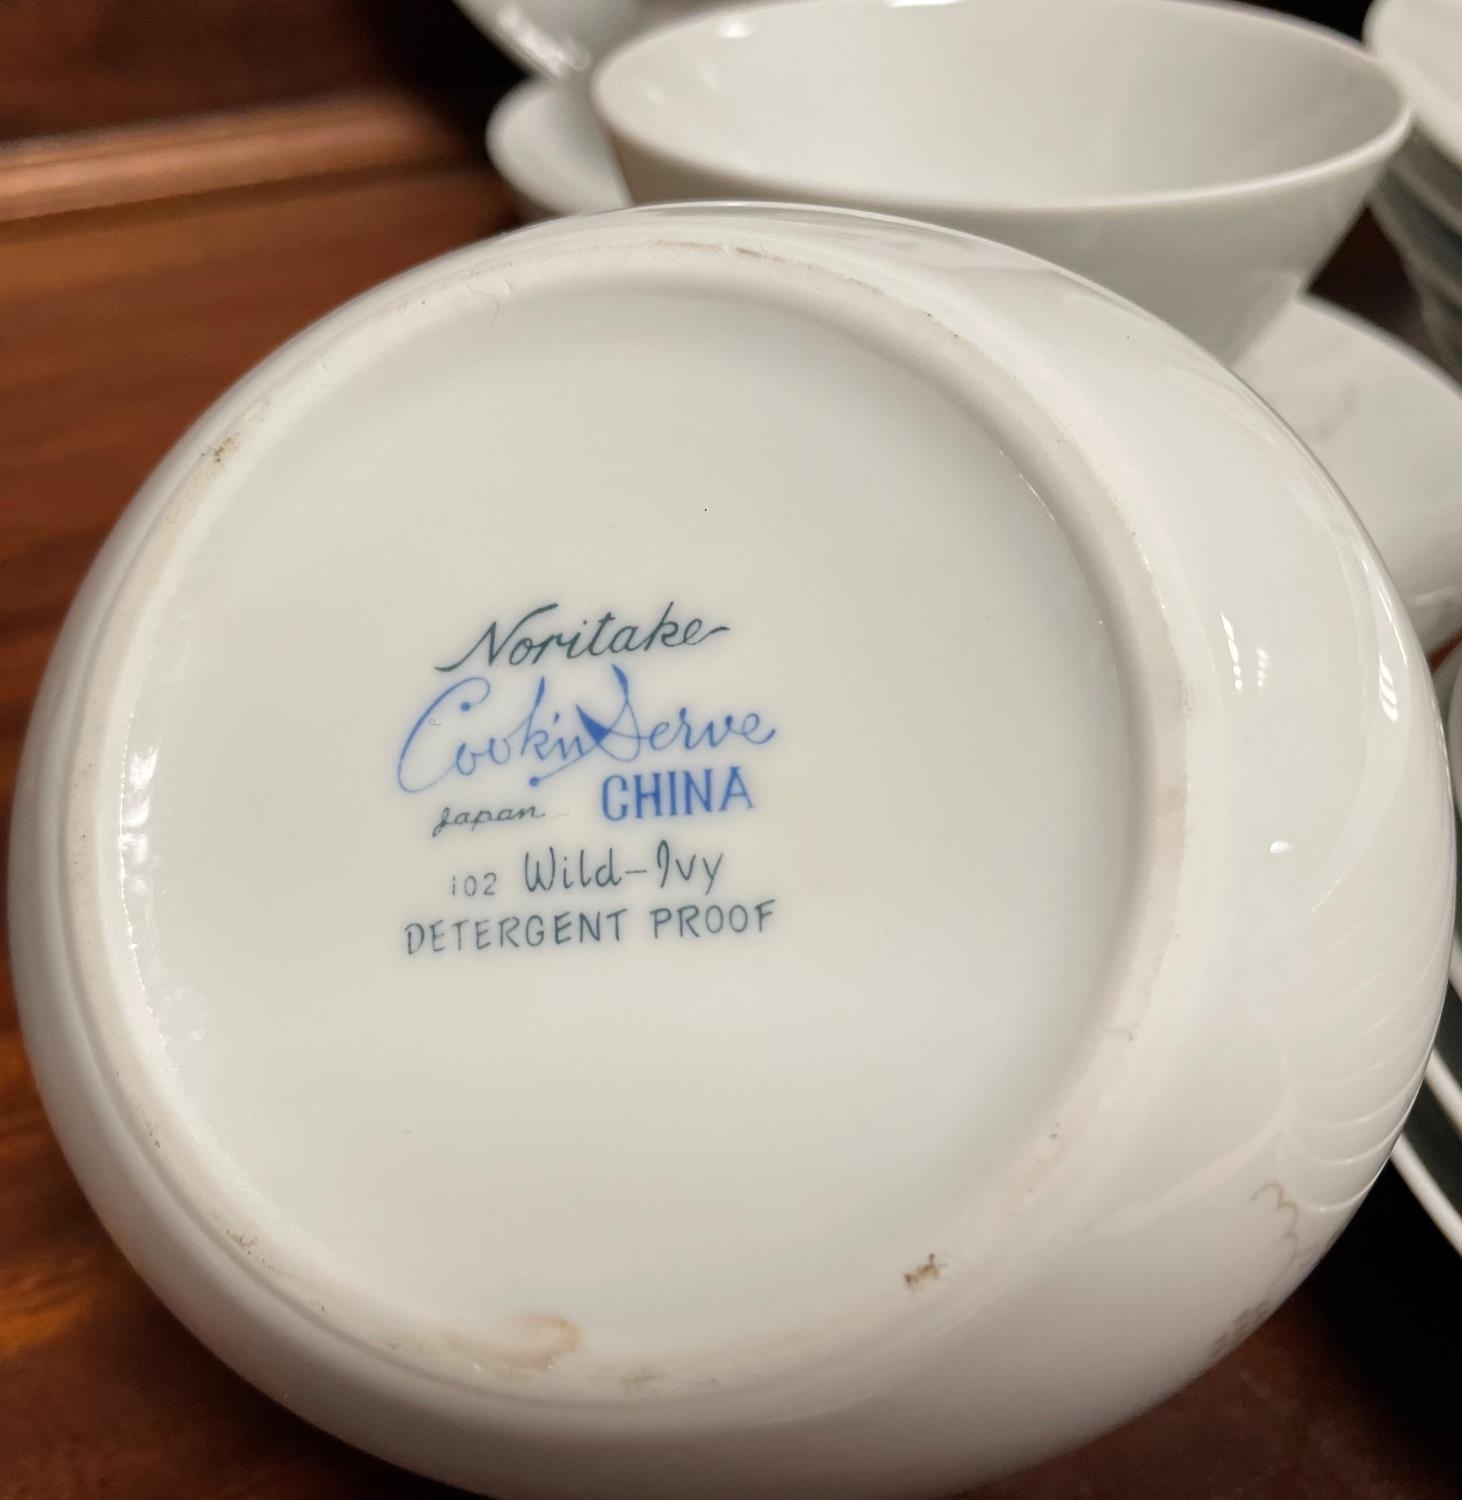 Noritake
Cook'n Serve
Japan CHINA
102 Wild-Ivy
DETERGENT PROOF